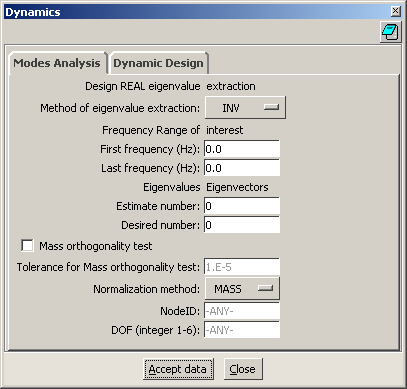 Dynamics
Modes Analysis Dynamic Design
Design REAL eigenvalue extraction
Method of eigenvalue extraction: INV
Frequency Range of interest
First frequency (Hz): 0.0
Last frequency (Hz): 0.0
Eigenvalues Eigenvectors
Estimate number: 0
Desired number: 0
Mass orthogonality test
Tolerance for Mass orthogonality test: 1.E-5
Normalization method: MASS
NodeID: -ANY-
DOF (integer 1-6): -ANY-
Accept data Close